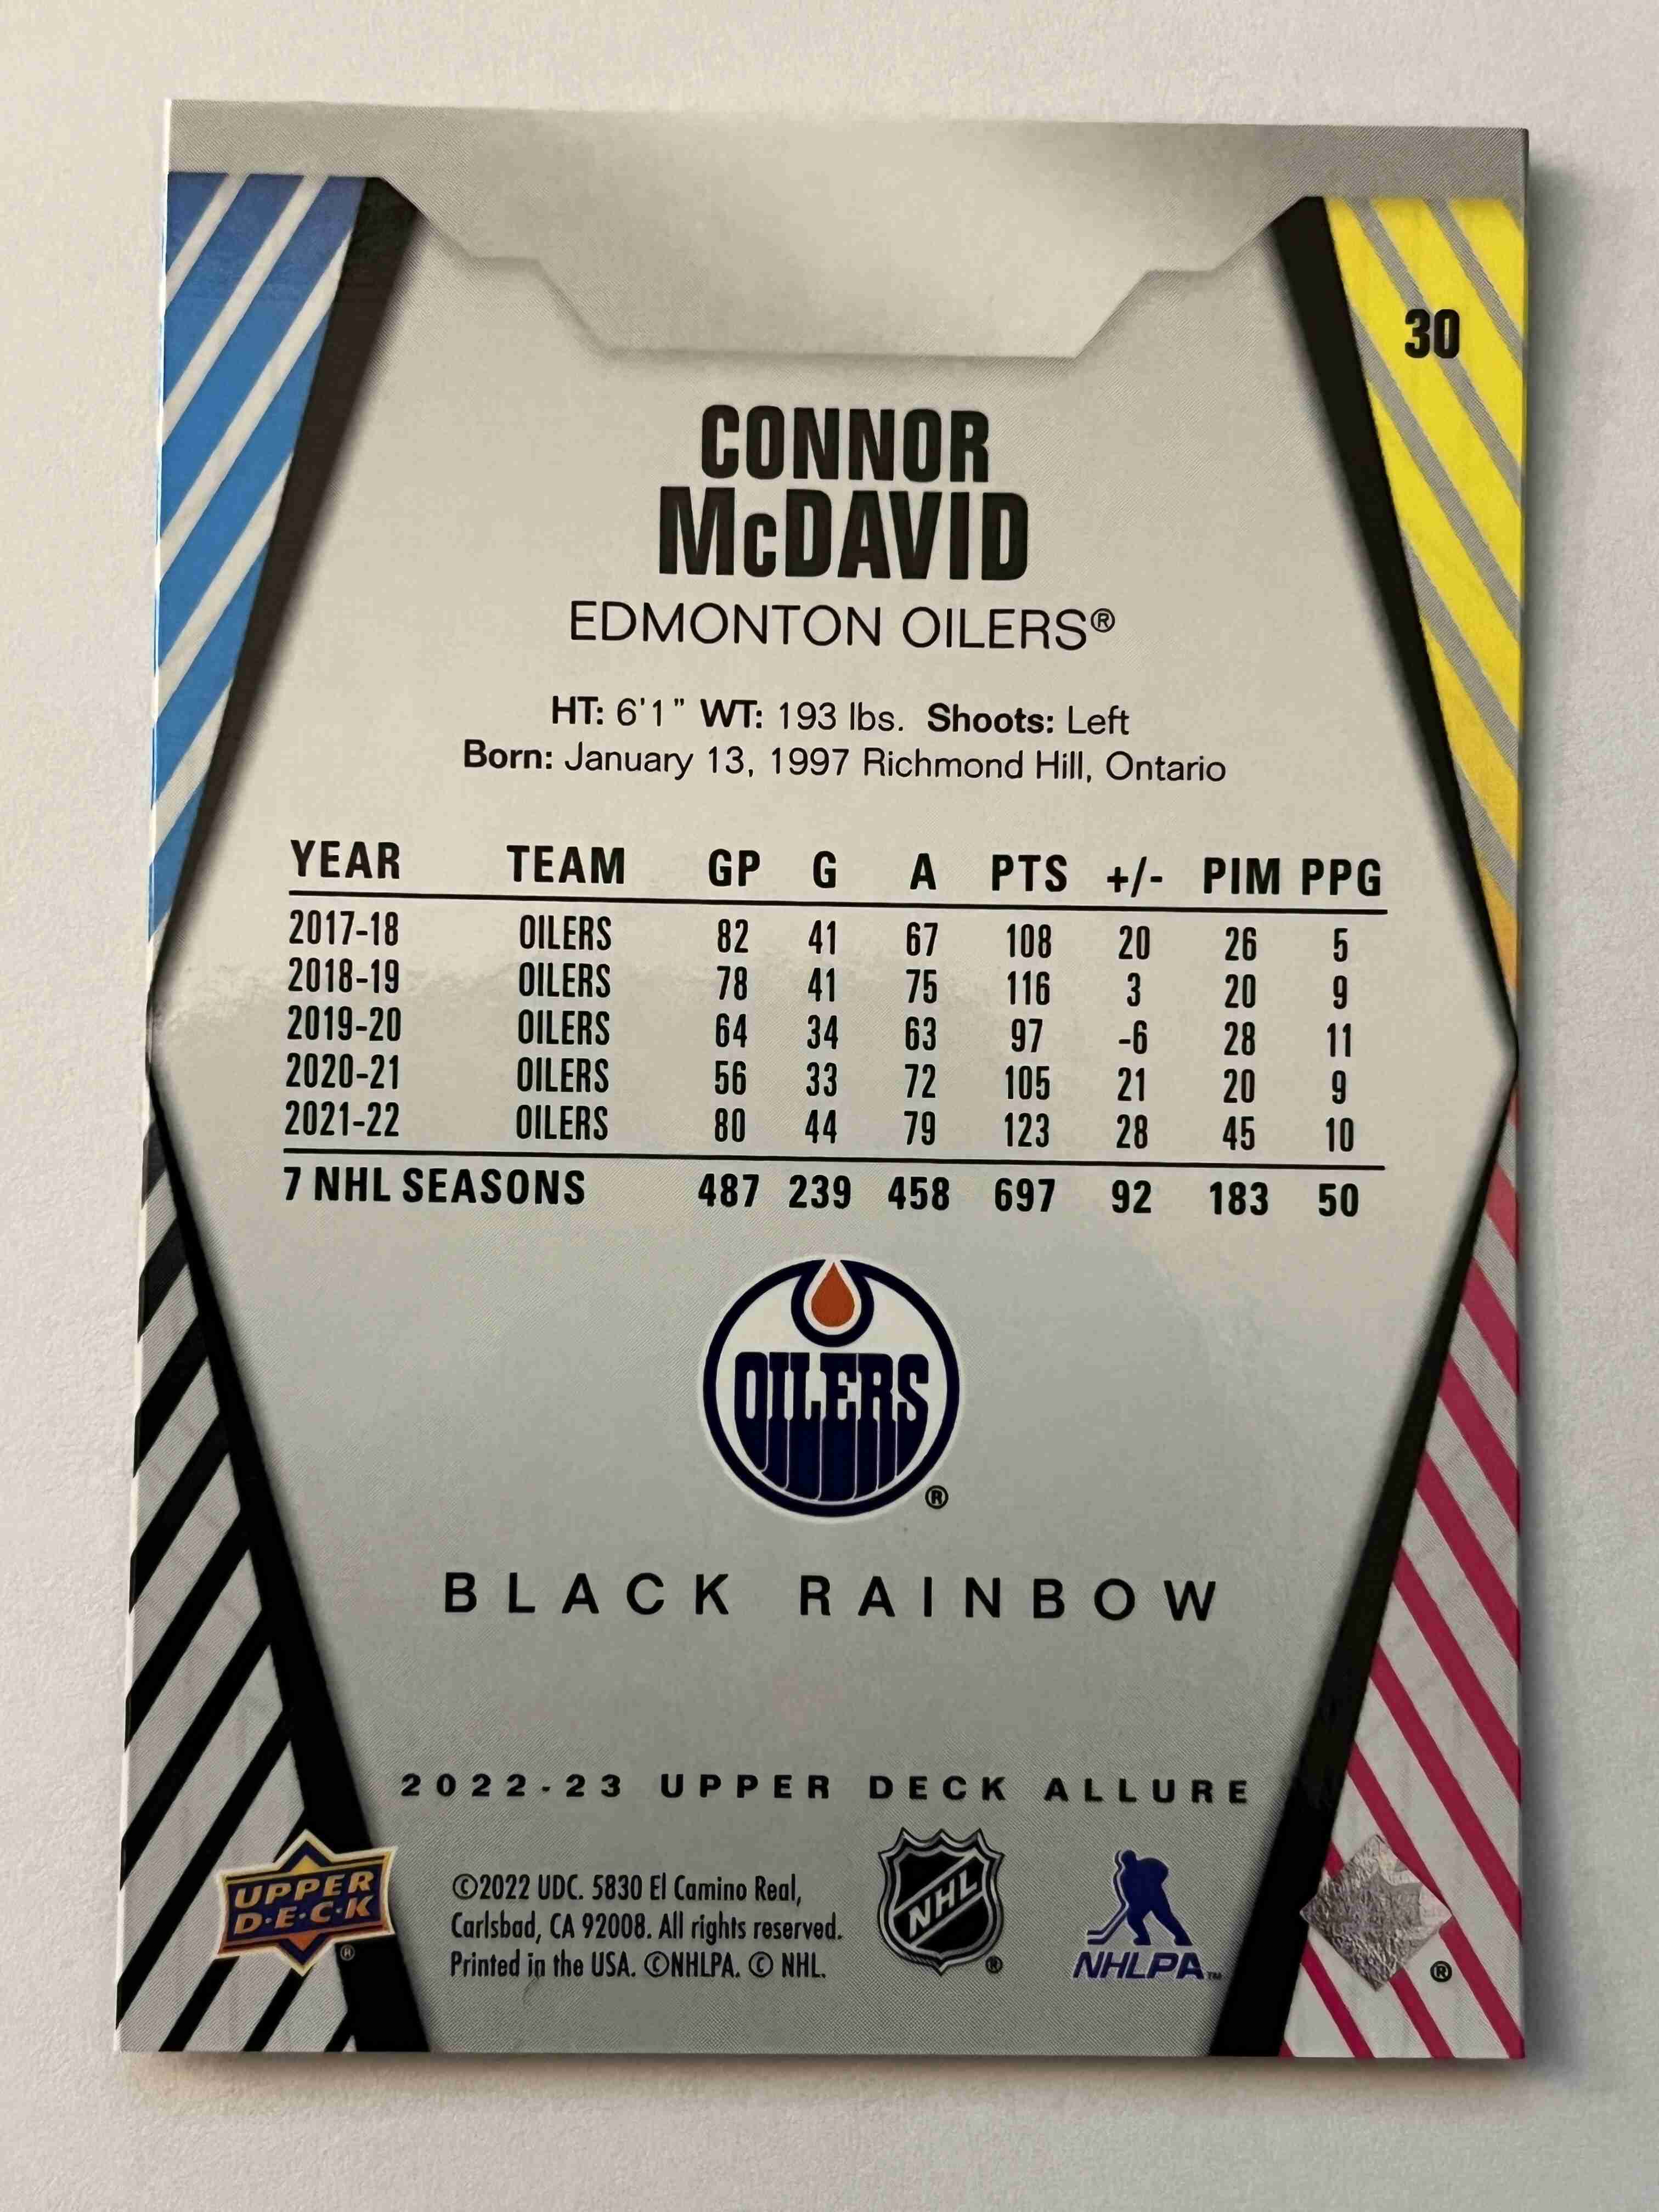 30
CONNOR
McDAVID
EDMONTON OILERS®
HT: 6'1" WT: 193 lbs. Shoots: Left
Born: January 13, 1997 Richmond Hill, Ontario
YEAR TEAM GP G A PTS +/- PIM PPG
2017-18 OILERS 82 41 67 108 20 26 5
2018-19 OILERS 78 41 75 116 3 20 9
2019-20 OILERS 64 34 63 97 -6 28 11
2020-21 OILERS 56 33 72 105 21 20 9
2021-22 OILERS 80 44 79 123 28 45 10
7 NHL SEASONS 487 239 458 697 92 183 50
OILERS
®
BLACK RAINBOW
2022-23 UPPER DECK ALLURE
UPPER
D·E·C·K
®
©2022 UDC. 5830 El Camino Real,
Carlsbad, CA 92008. All rights reserved.
Printed in the USA. ©NHLPA. © NHL.
NHL
®
NHLPA™
®